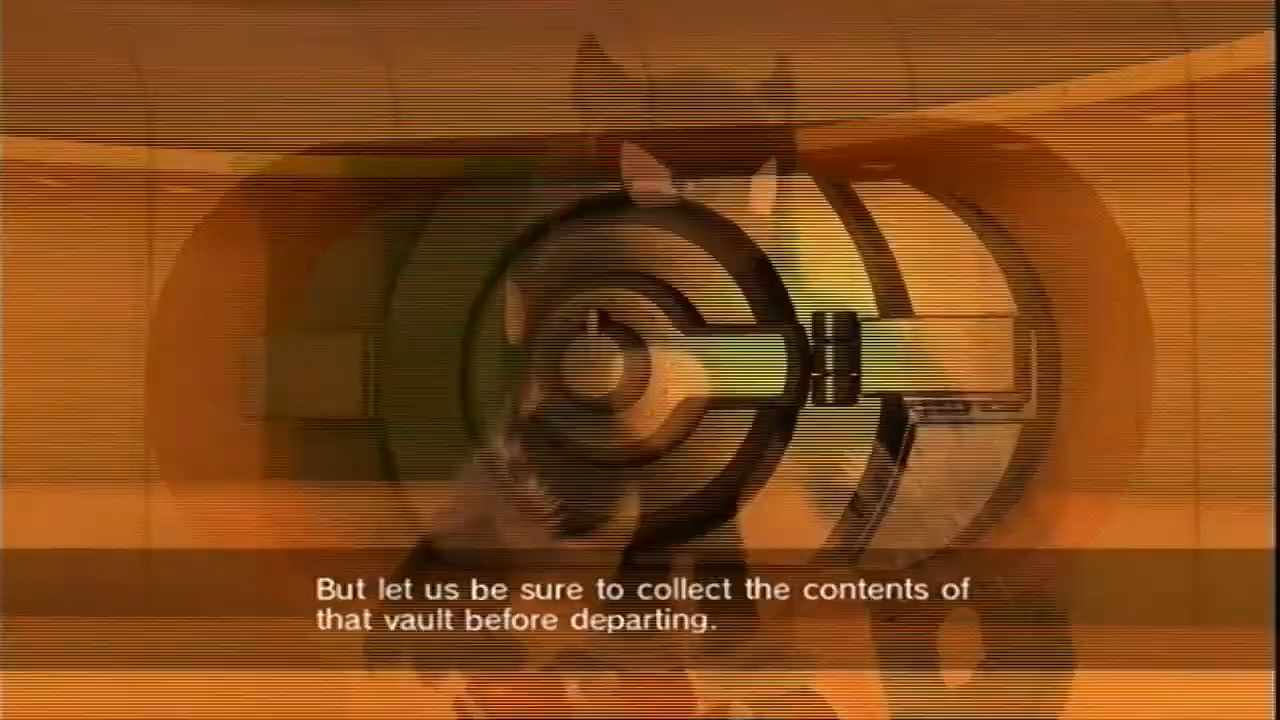 But let us be sure to collect the contents of
that vault before departing.